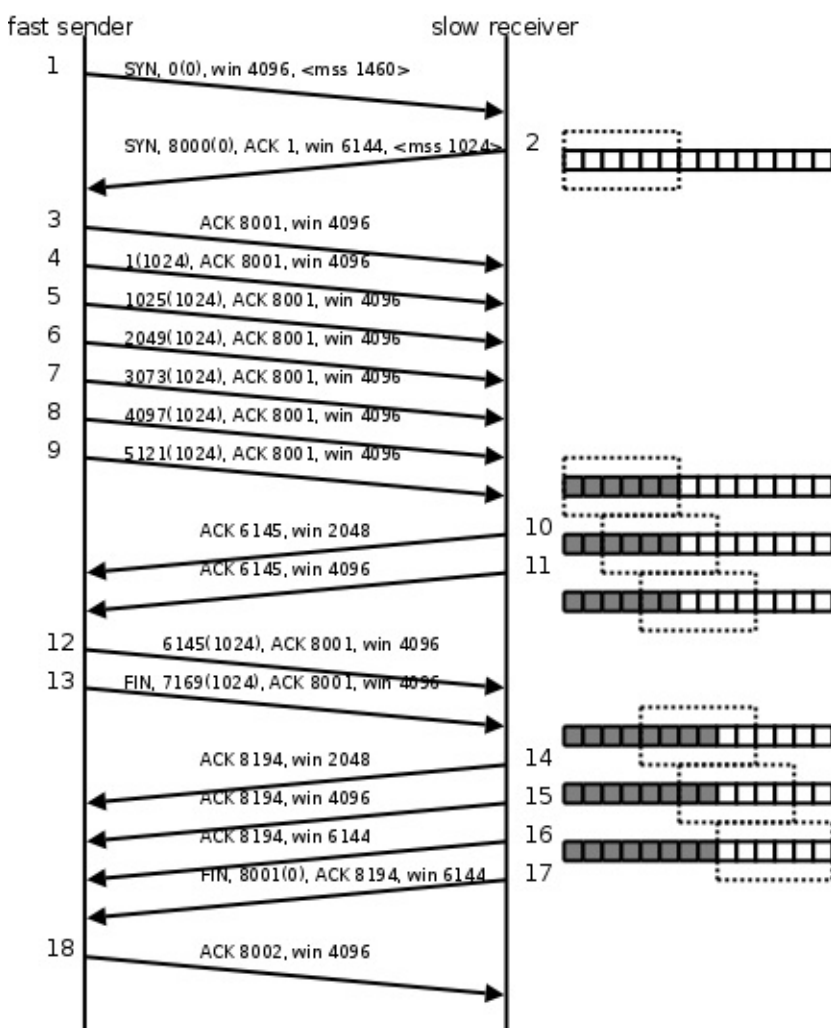 fast sender
slow receiver
1
SYN, 0(0), win 4096, <mss 1460>
SYN, 8000(0), ACK 1, win 6144, <mss 1024>
2
3
ACK 8001, win 4096
4
1(1024), ACK 8001, win 4096
5
1025(1024), ACK 8001, win 4096
6
2049(1024), ACK 8001, win 4096
7
3073(1024), ACK 8001, win 4096
8
4097(1024), ACK 8001, win 4096
9
5121(1024), ACK 8001, win 4096
ACK 6145, win 2048
10
ACK 6145, win 4096
11
12
6145(1024), ACK 8001, win 4096
13
FIN, 7169(1024), ACK 8001, win 4096
ACK 8194, win 2048
14
ACK 8194, win 4096
15
ACK 8194, win 6144
16
FIN, 8001(0), ACK 8194, win 6144
17
18
ACK 8002, win 4096